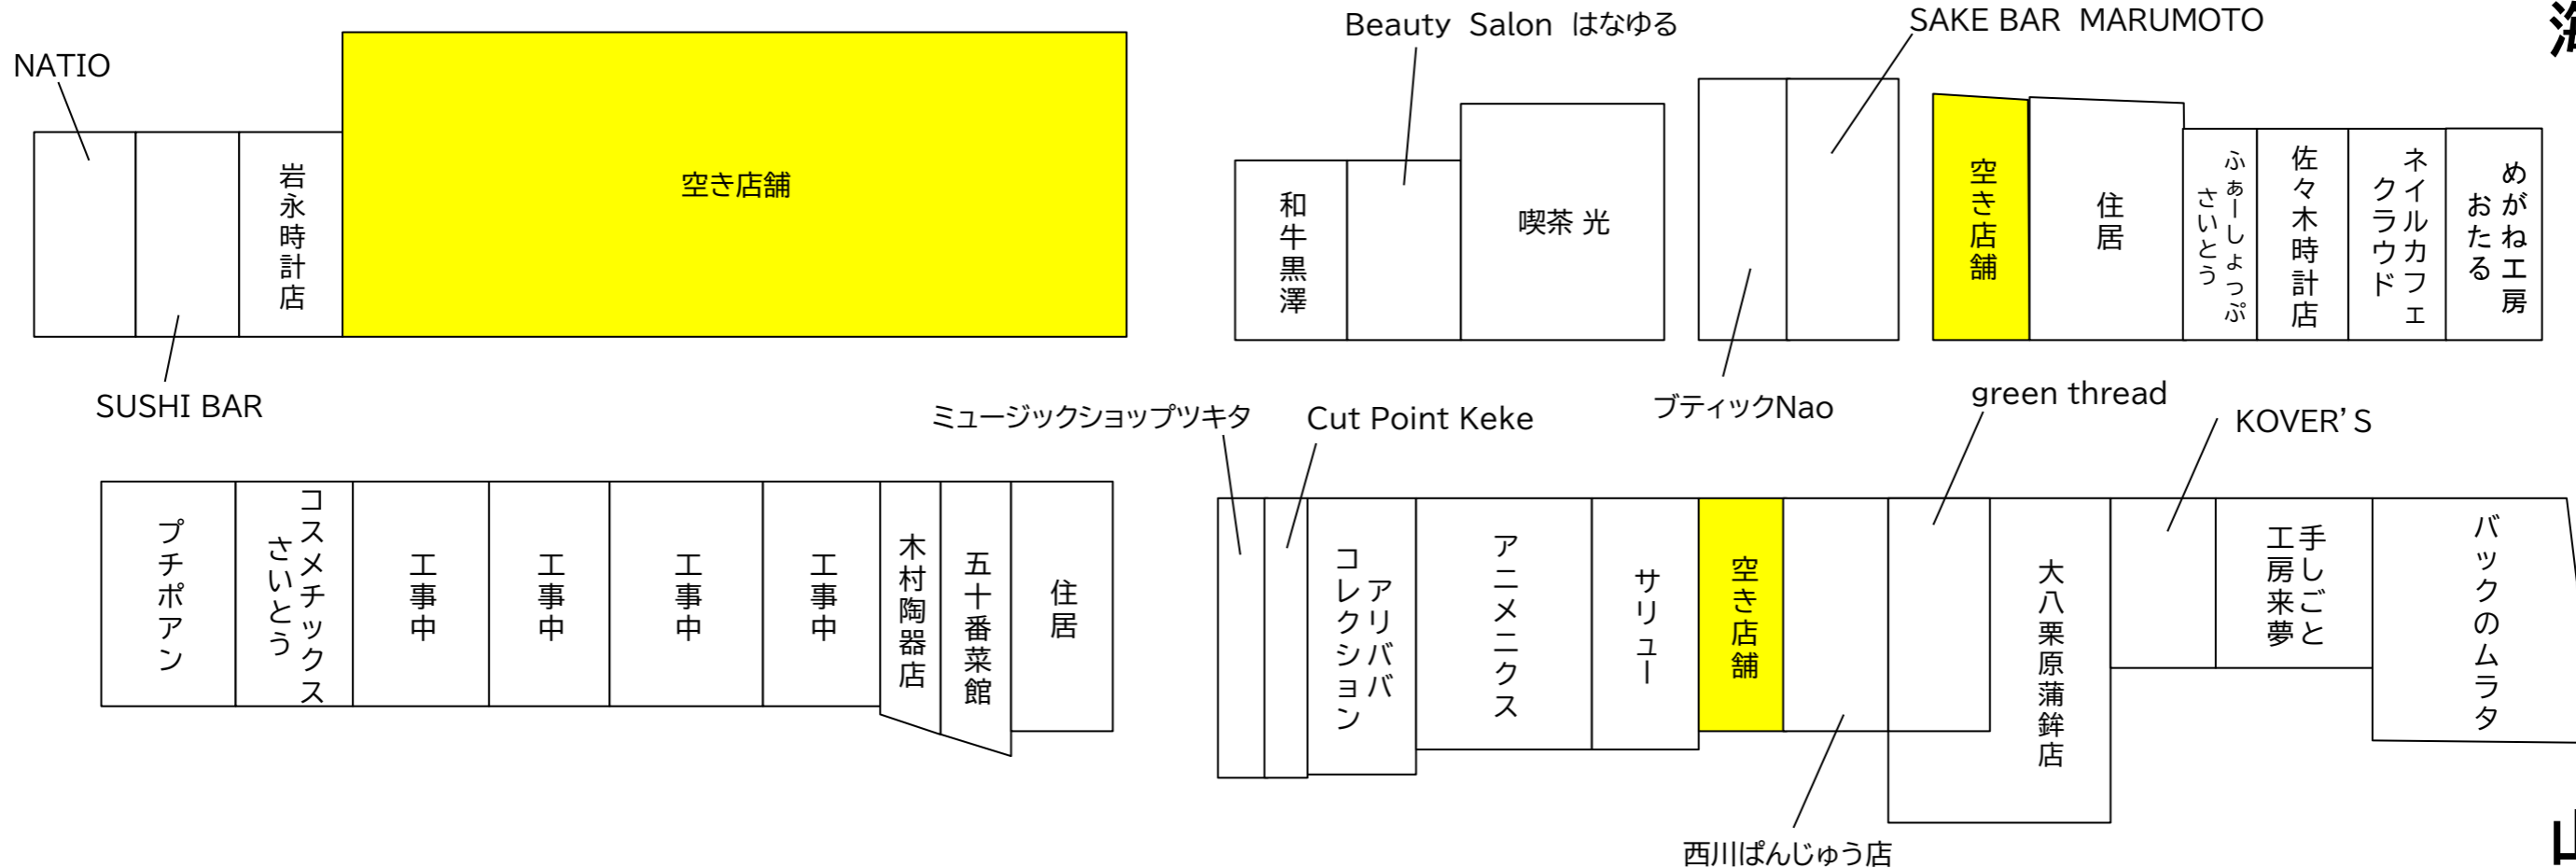 Beauty Salon はなゆる
SAKE BAR MARUMOTO
海
NATIO
岩永時計店
空き店舗
和牛黒澤
喫茶 光
空き店舗
住居
ふぁーしょっぷ
さいとう
佐々木時計店
ネイルカフェ
クラウド
めがね工房
おたる
SUSHI BAR
ミュージックショップツキタ
Cut Point Keke
ブティックNao
green thread
KOVER'S
プチポアン
コスメチックス
さいとう
工事中
工事中
工事中
工事中
木村陶器店
五十番菜館
住居
アリババ
コレクション
アニメニクス
サリュー
空き店舗
大八栗原蒲鉾店
手しごと
工房来夢
バックのムラタ
西川ぱんじゅう店
山